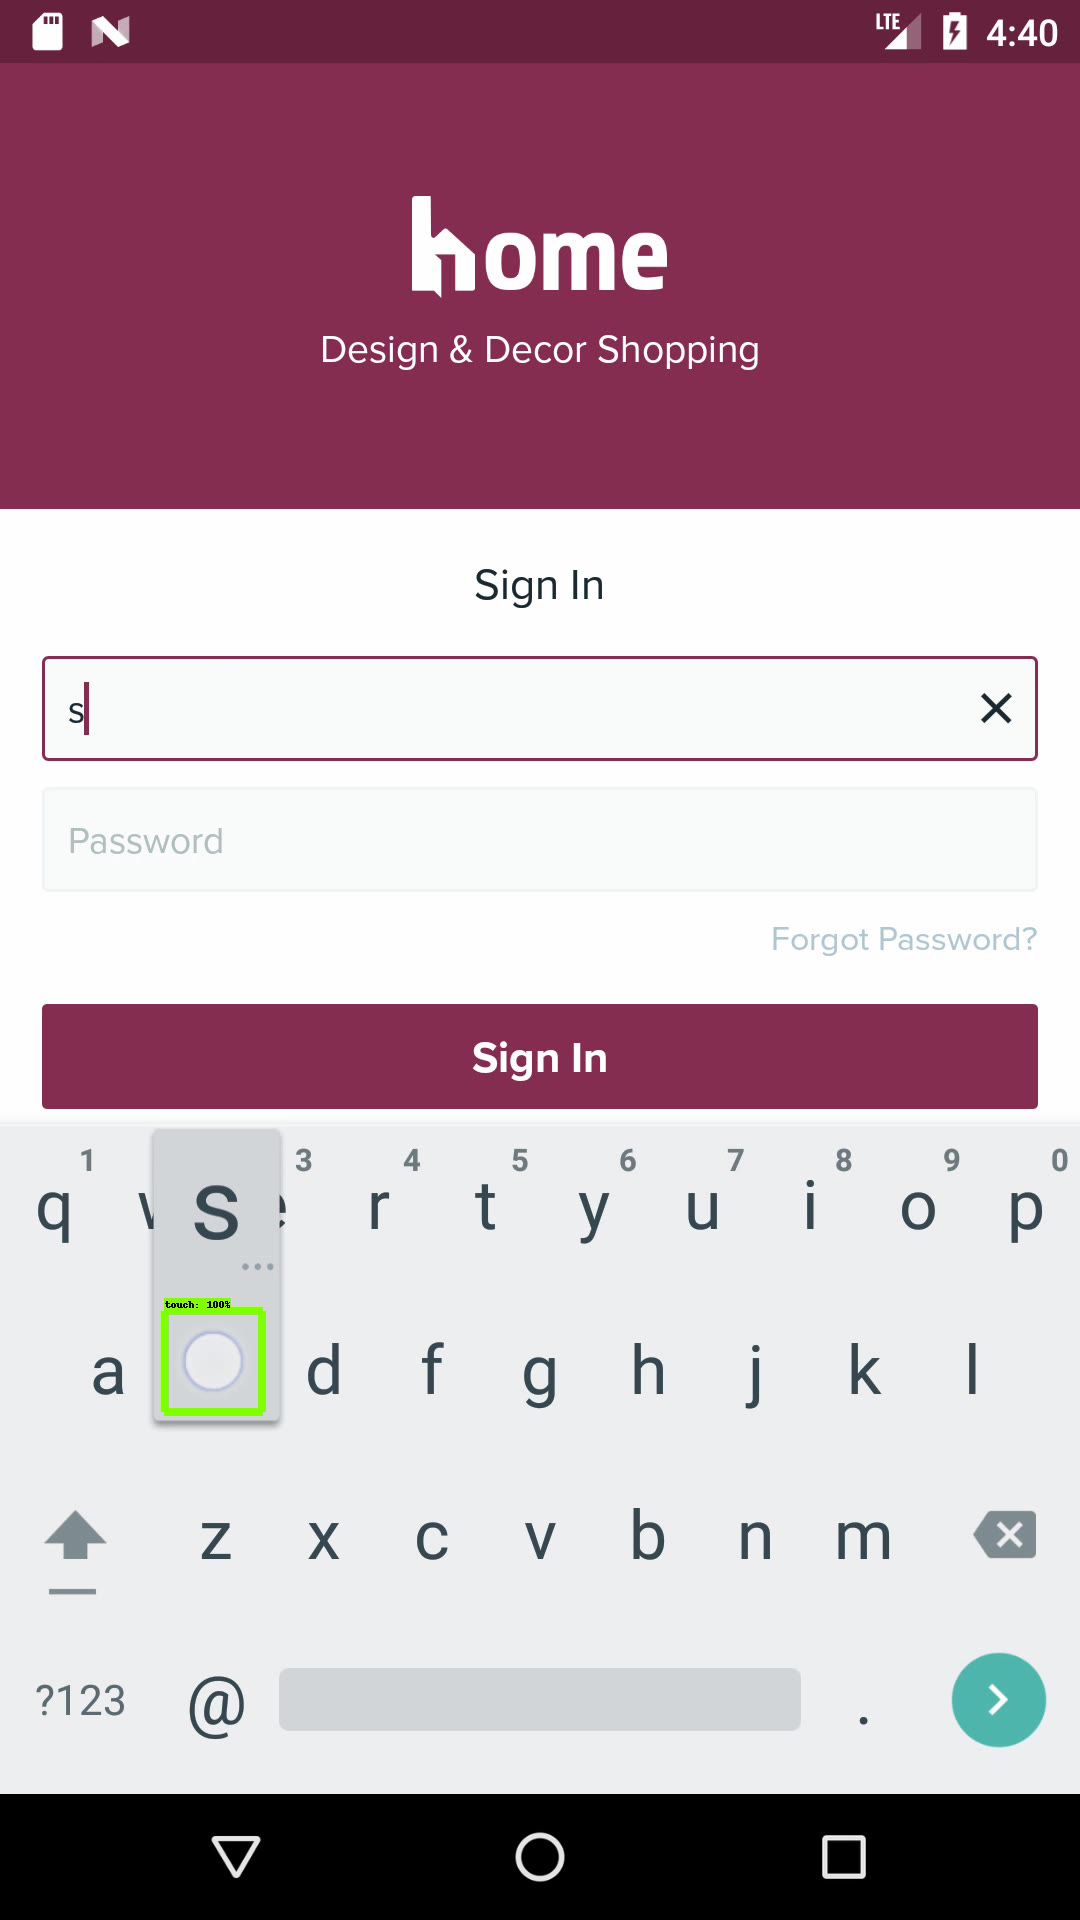 LTE 4:40
home
Design & Decor Shopping
Sign In
s
Password
Forgot Password?
Sign In
1 3 4 5 6 7 8 9 0
q s r t y u i o p
touch: 100%
a d f g h j k l
z x c v b n m
?123 @ .